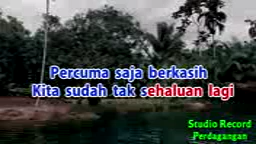 Percuma saja berkasih
Kita sudah tak sehaluan lagi
Studio Record
Perdagangan